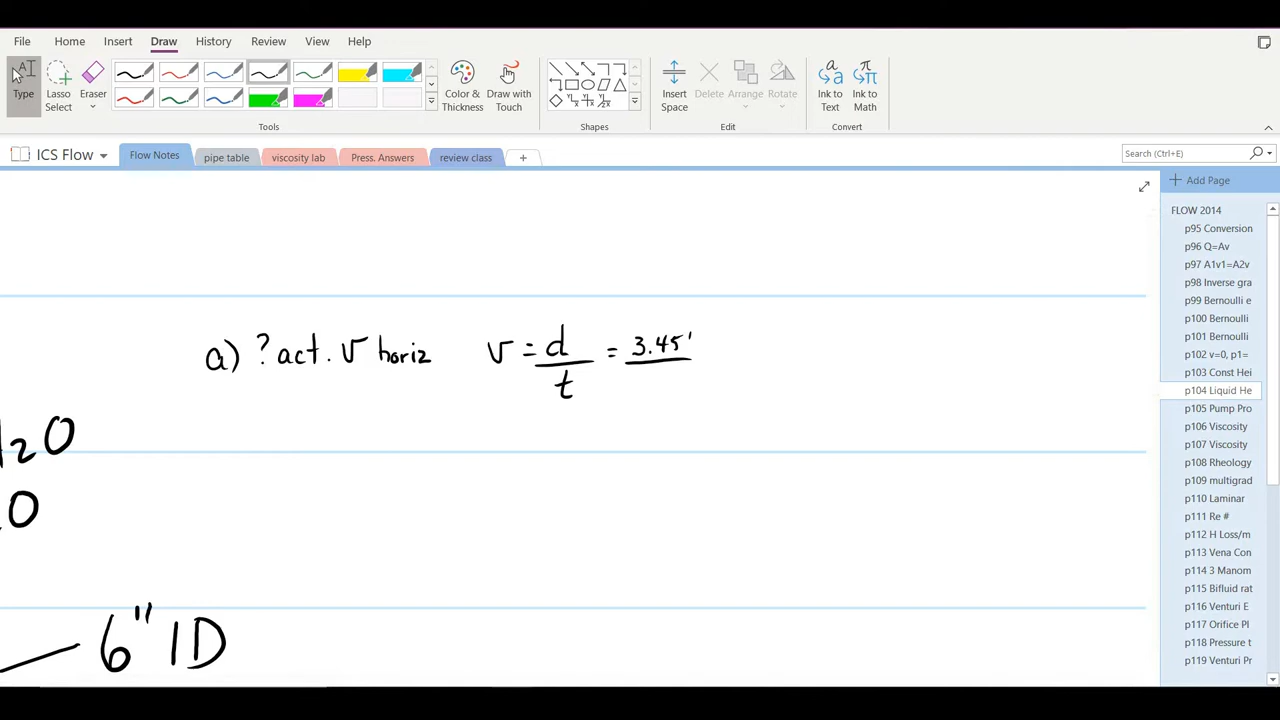 File Home Insert Draw History Review View Help
Type
Lasso Select
Eraser
Color & Thickness
Draw with Touch
Insert Space
Delete
Arrange
Rotate
Ink to Text
Ink to Math
Tools
Shapes
Edit
Convert
ICS Flow
Flow Notes
pipe table
viscosity lab
Press. Answers
review class
Search (Ctrl+E)
Add Page
FLOW 2014
p95 Conversion
p96 Q=Av
p97 A1v1=A2v
p98 Inverse gra
p99 Bernoulli e
p100 Bernoulli
p101 Bernoulli
p102 v=0, p1=
p103 Const Hei
p104 Liquid He
p105 Pump Pro
p106 Viscosity
p107 Viscosity
p108 Rheology
p109 multigrad
p110 Laminar
p111 Re #
p112 H Loss/m
p113 Vena Con
p114 3 Manom
p115 Bifluid rat
p116 Venturi E
p117 Orifice Pl
p118 Pressure t
p119 Venturi Pr
a) ? act. v horiz v = d/t = 3.45'
2O
O
6" ID